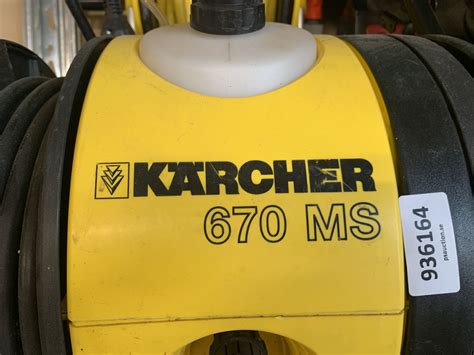 KÄRCHER
670 MS
936164
psauction.se